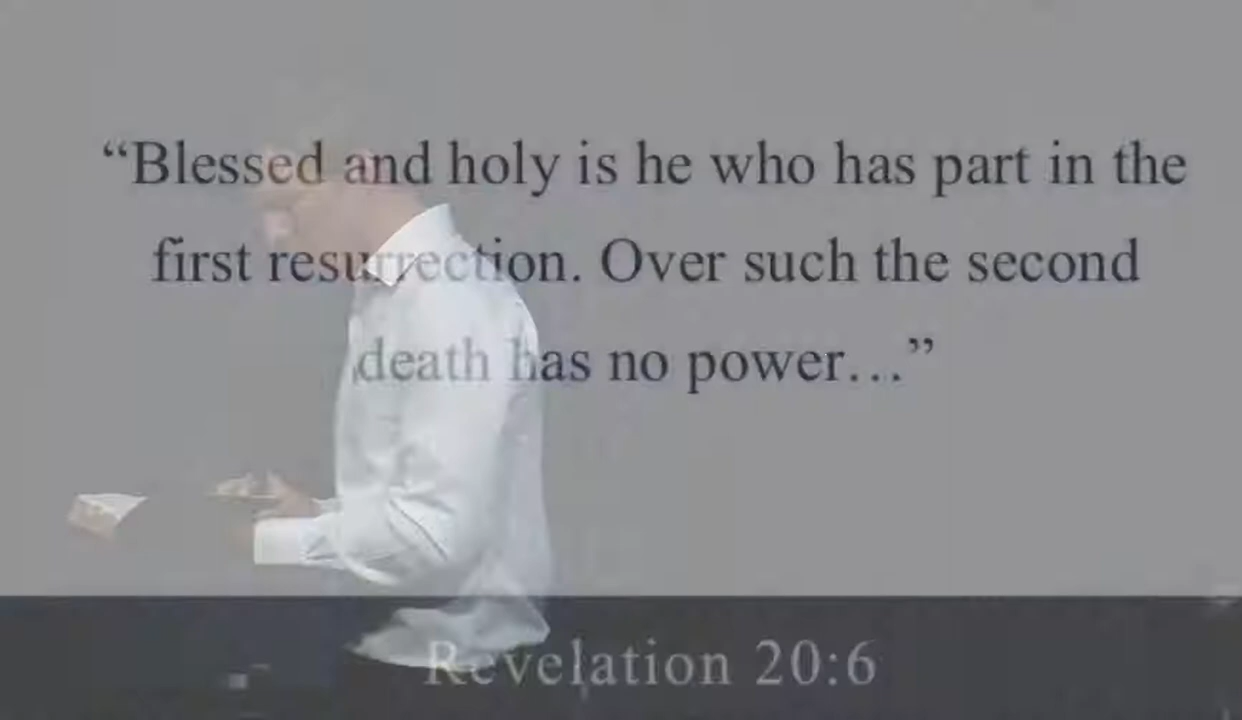 “Blessed and holy is he who has part in the
first resurrection. Over such the second
death has no power…”
Revelation 20:6